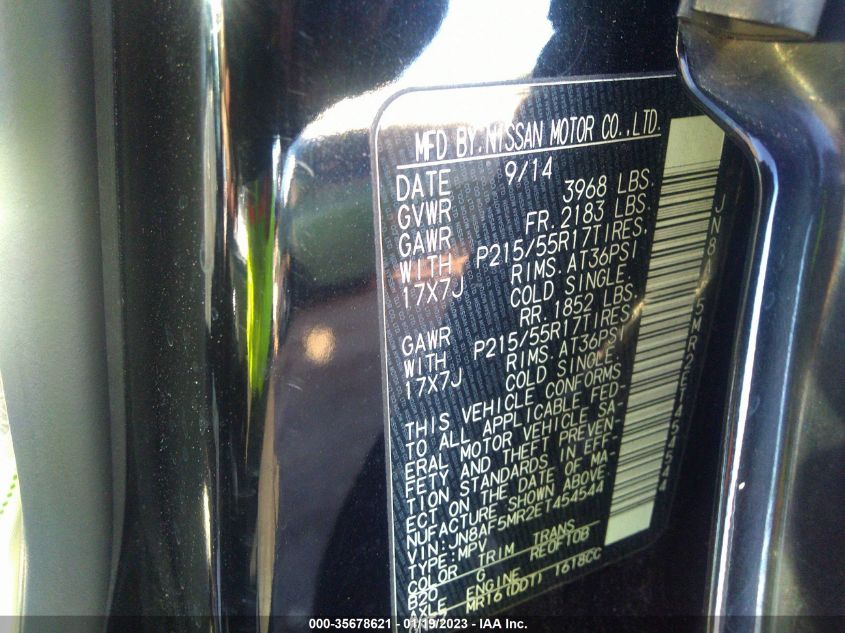 MFD BY.NISSAN MOTOR CO.,LTD.
DATE 9/14
GVWR 3968 LBS.
GAWR FR.2183 LBS.
WITH P215/55R17TIRES,
17X7J RIMS.AT36PSI
COLD SINGLE.
GAWR RR.1852 LBS.
WITH P215/55R17TIRES,
17X7J RIMS.AT36PSI
COLD SINGLE.
THIS VEHICLE CONFORMS
TO ALL APPLICABLE FED-
ERAL MOTOR VEHICLE SA-
FETY AND THEFT PREVEN-
TION STANDARDS IN EFF-
ECT ON THE DATE OF MA-
NUFACTURE SHOWN ABOVE
VIN:JN8AF5MR2ET454544
TYPE:MPV
COLOR TRIM TRANS
B20 G RE0F10B
AXLE ENGINE
MR16(DDT) 1618CC
JN8AF5MR2ET454544
000-35678621 - 01/19/2023 - IAA Inc.